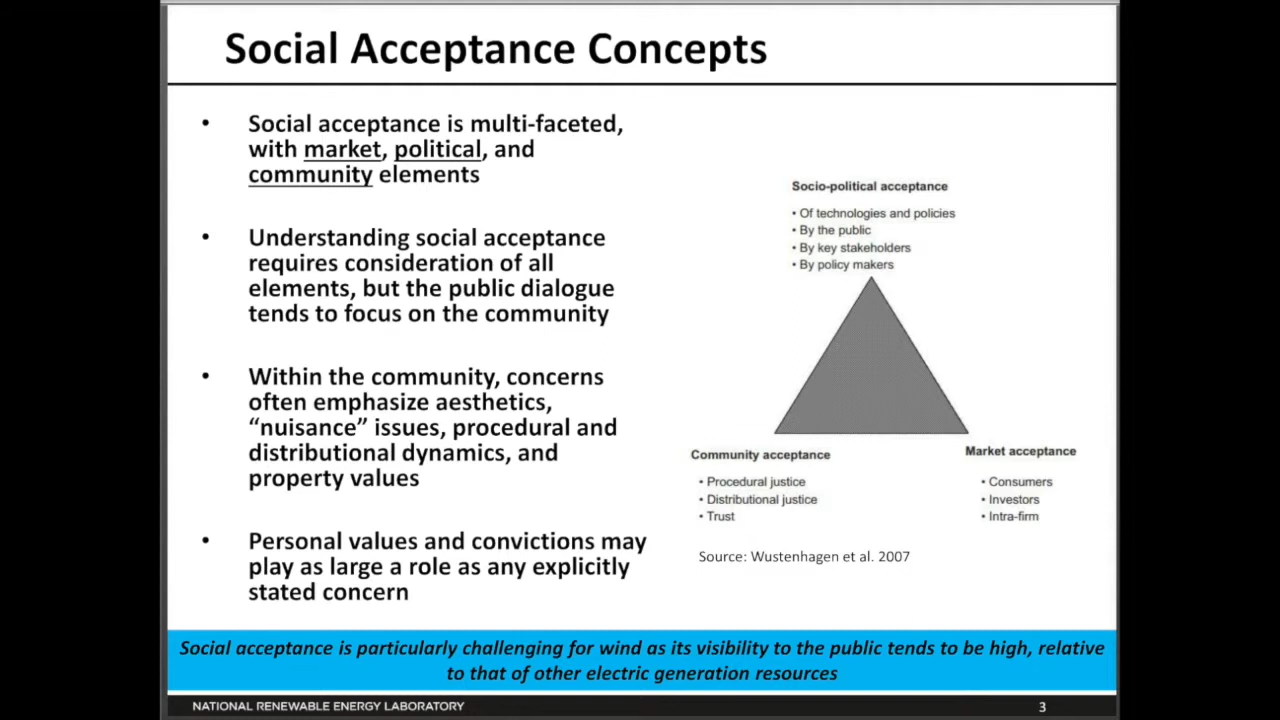 Social Acceptance Concepts
• Social acceptance is multi-faceted,
with market, political, and
community elements
• Understanding social acceptance
requires consideration of all
elements, but the public dialogue
tends to focus on the community
• Within the community, concerns
often emphasize aesthetics,
“nuisance” issues, procedural and
distributional dynamics, and
property values
• Personal values and convictions may
play as large a role as any explicitly
stated concern
Socio-political acceptance
• Of technologies and policies
• By the public
• By key stakeholders
• By policy makers
Community acceptance
• Procedural justice
• Distributional justice
• Trust
Market acceptance
• Consumers
• Investors
• Intra-firm
Source: Wustenhagen et al. 2007
Social acceptance is particularly challenging for wind as its visibility to the public tends to be high, relative
to that of other electric generation resources
NATIONAL RENEWABLE ENERGY LABORATORY
3